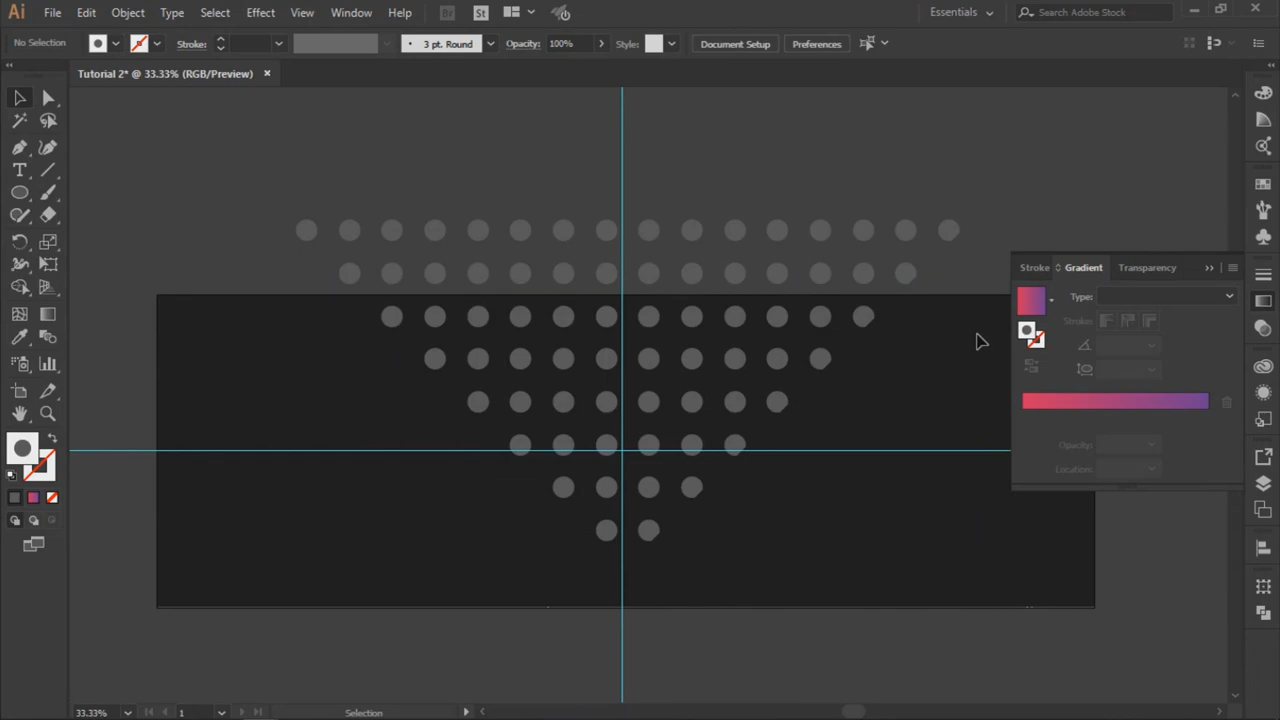 Ai File Edit Object Type Select Effect View Window Help Br St Essentials Search Adobe Stock
No Selection Stroke: 3 pt. Round Opacity: 100% Style: Document Setup Preferences
Tutorial 2* @ 33.33% (RGB/Preview)
Stroke Gradient Transparency
Type:
Stroke:
Opacity:
Location:
33.33% 1 Selection